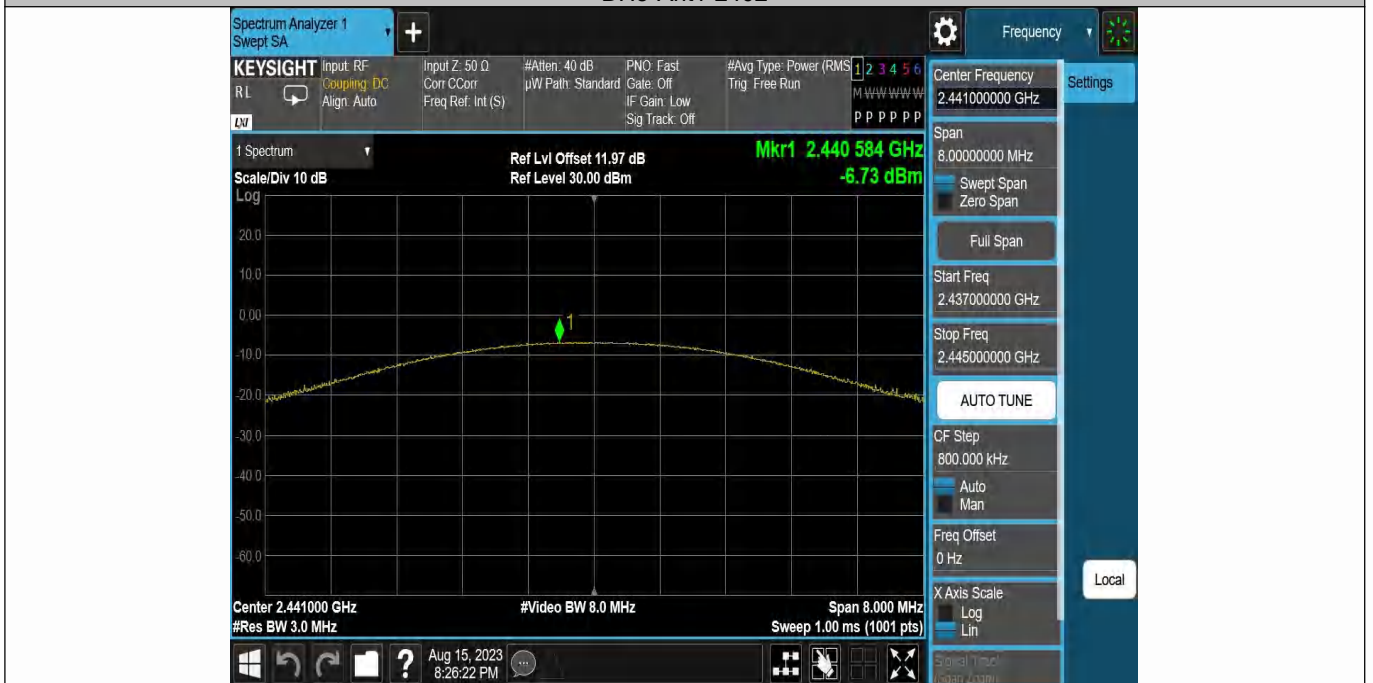 Spectrum Analyzer 1
Swept SA
Frequency
KEYSIGHT
RL
LXI
Input: RF
Coupling: DC
Align: Auto
Input Z: 50 Ω
Corr CCorr
Freq Ref: Int (S)
#Atten: 40 dB
µW Path: Standard
PNO: Fast
Gate: Off
IF Gain: Low
Sig Track: Off
#Avg Type: Power (RMS
Trig: Free Run
1 2 3 4 5 6
M W W W W W
P P P P P P
1 Spectrum
Scale/Div 10 dB
Ref Lvl Offset 11.97 dB
Ref Level 30.00 dBm
Mkr1 2.440 584 GHz
-6.73 dBm
Log
20.0
10.0
0.00
-10.0
-20.0
-30.0
-40.0
-50.0
-60.0
1
Center 2.441000 GHz
#Res BW 3.0 MHz
#Video BW 8.0 MHz
Span 8.000 MHz
Sweep 1.00 ms (1001 pts)
Center Frequency
2.441000000 GHz
Settings
Span
8.00000000 MHz
Swept Span
Zero Span
Full Span
Start Freq
2.437000000 GHz
Stop Freq
2.445000000 GHz
AUTO TUNE
CF Step
800.000 kHz
Auto
Man
Freq Offset
0 Hz
X Axis Scale
Log
Lin
Local
Signal Track
(Span Zoom)
?
Aug 15, 2023
8:26:22 PM